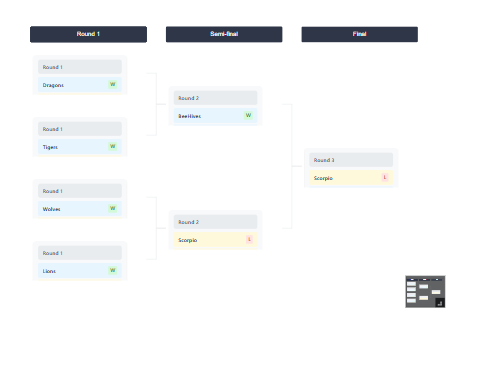 Round 1
Semi-final
Final
Round 1
Dragons W
Round 1
Tigers W
Round 1
Wolves W
Round 1
Lions W
Round 2
BeeHives W
Round 2
Scorpio L
Round 3
Scorpio L